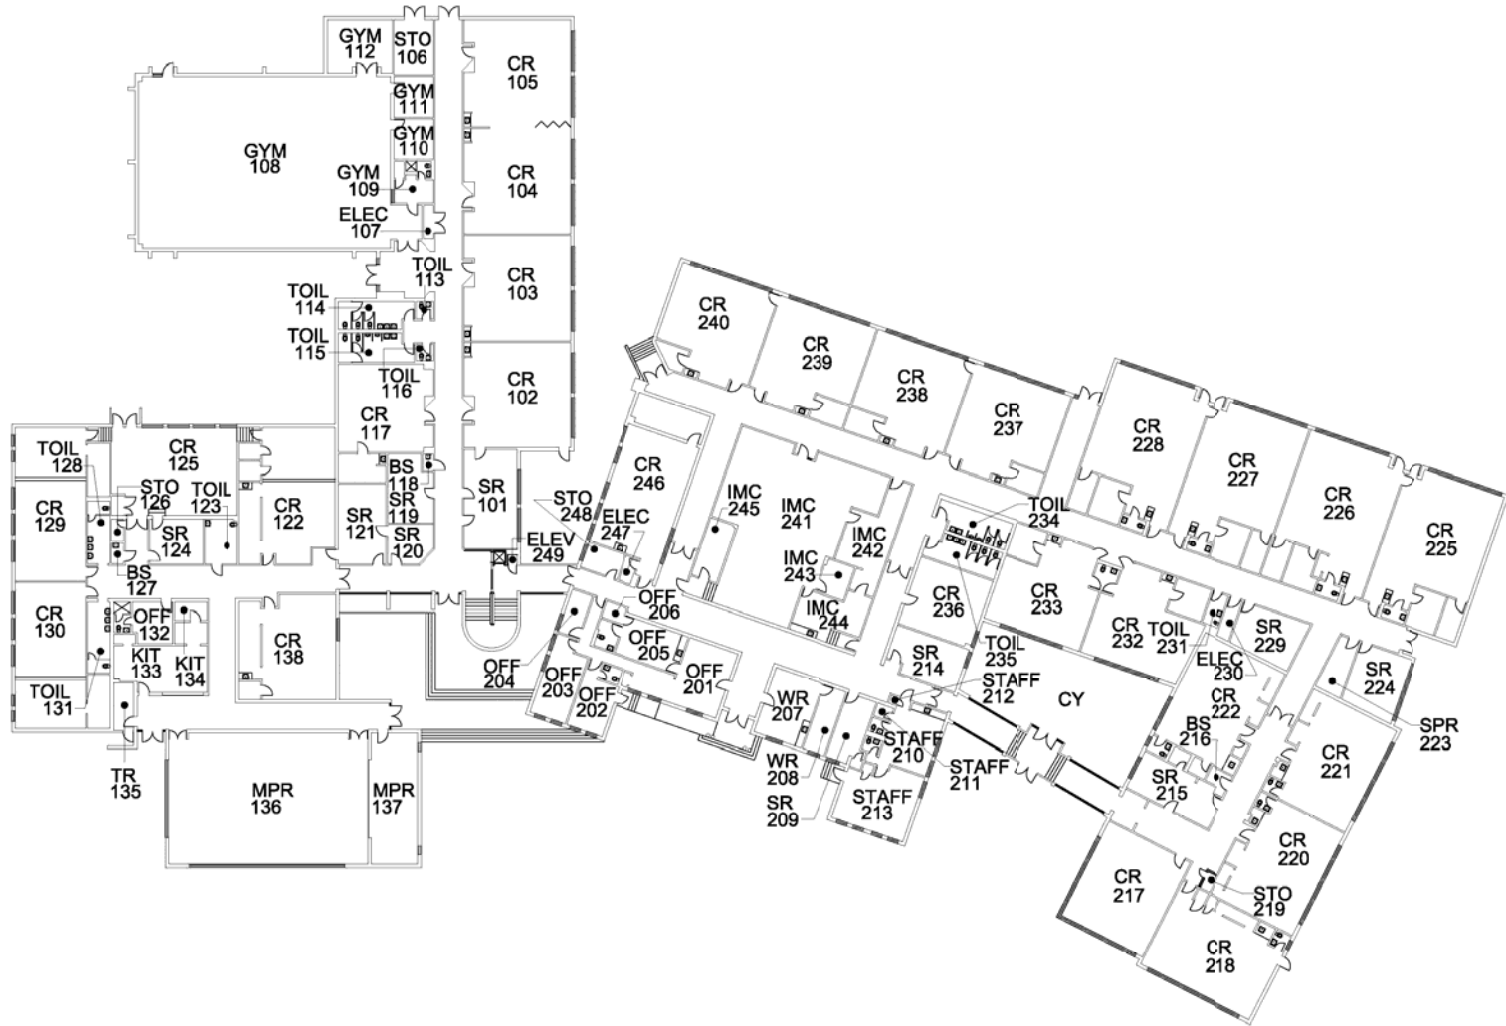 GYM
112
STO
106
CR
105
GYM
111
GYM
110
GYM
108
GYM
109
CR
104
ELEC
107
TOIL
113
CR
103
TOIL
114
TOIL
115
TOIL
116
CR
102
CR
117
CR
125
TOIL
128
STO
126
TOIL
123
BS
118
SR
119
SR
101
CR
129
CR
122
SR
121
SR
120
SR
124
BS
127
ELEV
249
CR
130
OFF
132
KIT
133
KIT
134
CR
138
TOIL
131
TR
135
MPR
136
MPR
137
CR
240
CR
239
CR
238
CR
237
CR
228
CR
227
CR
226
CR
225
CR
246
STO
248
ELEC
247
IMC
245
IMC
241
IMC
242
IMC
243
IMC
244
TOIL
234
CR
236
CR
233
CR
232
TOIL
231
ELEC
230
SR
229
SR
224
SPR
223
OFF
206
OFF
205
OFF
204
OFF
203
OFF
202
OFF
201
WR
207
WR
208
SR
209
SR
214
TOIL
235
STAFF
212
STAFF
210
STAFF
211
STAFF
213
CY
CR
222
BS
216
SR
215
CR
221
CR
220
STO
219
CR
217
CR
218